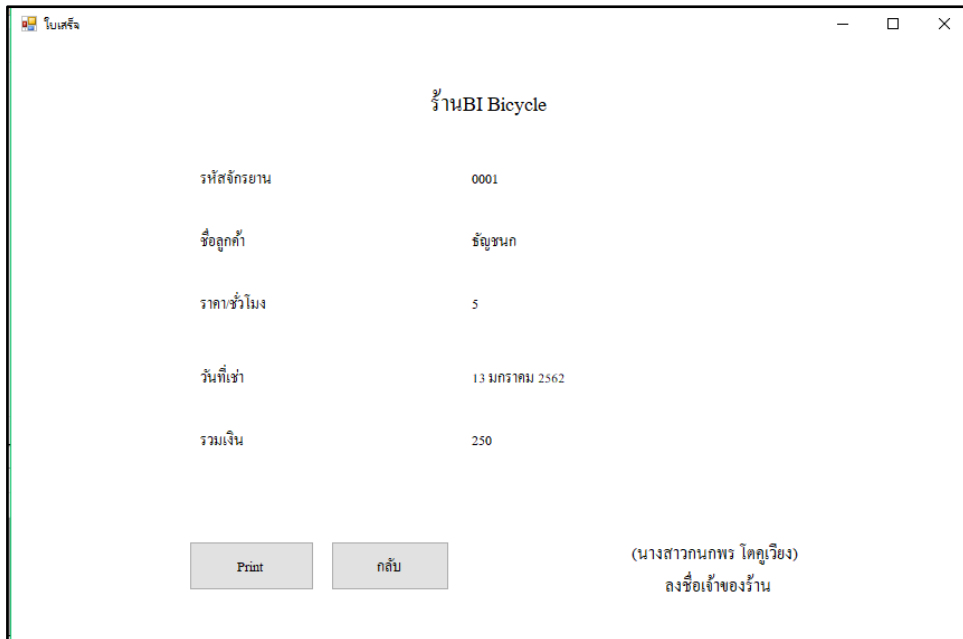 ใบเสร็จ
ร้านBI Bicycle
รหัสจักรยาน 0001
ชื่อลูกค้า ธัญชนก
ราคา/ชั่วโมง 5
วันที่เช่า 13 มกราคม 2562
รวมเงิน 250
Print กลับ
(นางสาวกนกพร โตคูเวียง)
ลงชื่อเจ้าของร้าน